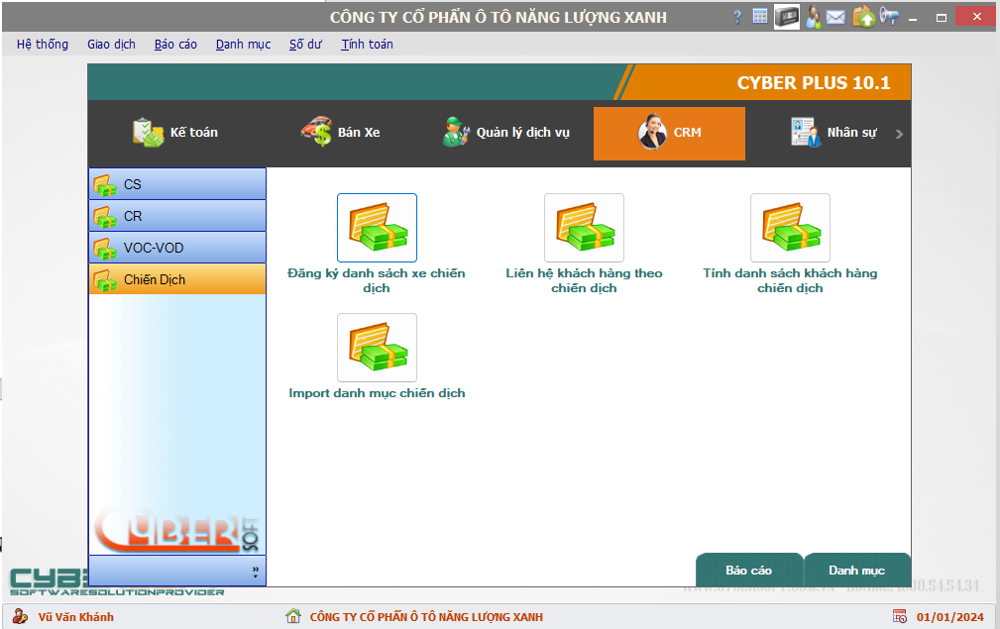 CÔNG TY CỔ PHẦN Ô TÔ NĂNG LƯỢNG XANH
Hệ thống Giao dịch Báo cáo Danh mục Số dư Tính toán
CYBER PLUS 10.1
Kế toán Bán Xe Quản lý dịch vụ CRM Nhân sự
CS
CR
VOC-VOD
Chiến Dịch
Đăng ký danh sách xe chiến
dịch
Liên hệ khách hàng theo
chiến dịch
Tính danh sách khách hàng
chiến dịch
Import danh mục chiến dịch
CYBER SOFT
Báo cáo Danh mục
SOFTWARESOLUTIONPROVIDER
Vũ Văn Khánh CÔNG TY CỔ PHẦN Ô TÔ NĂNG LƯỢNG XANH 01/01/2024